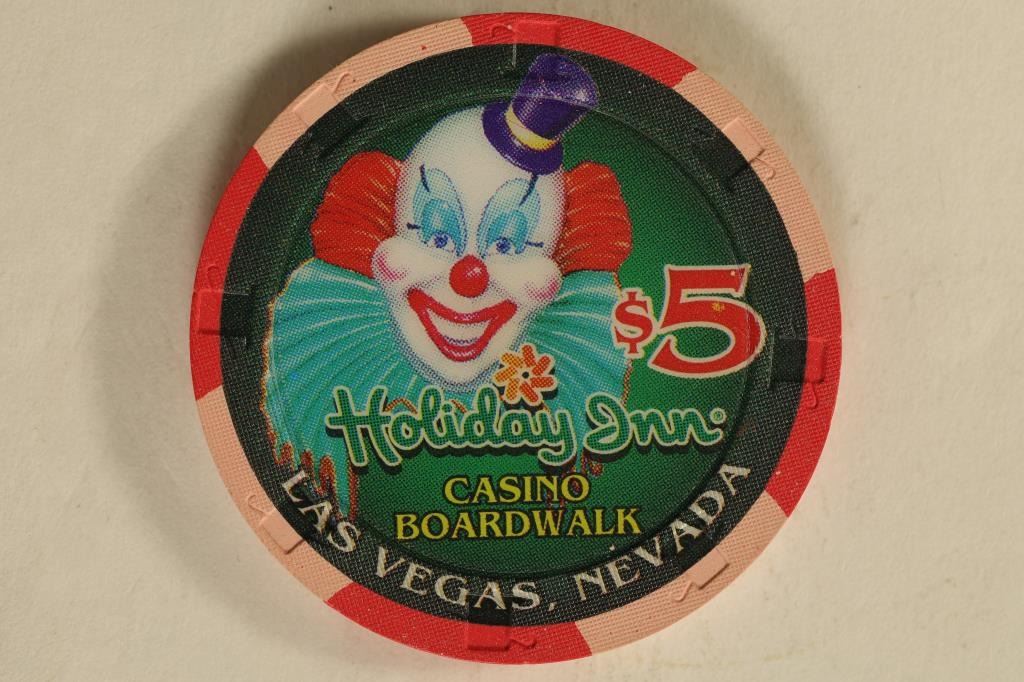 $5
Holiday Inn®
CASINO
BOARDWALK
LAS VEGAS, NEVADA